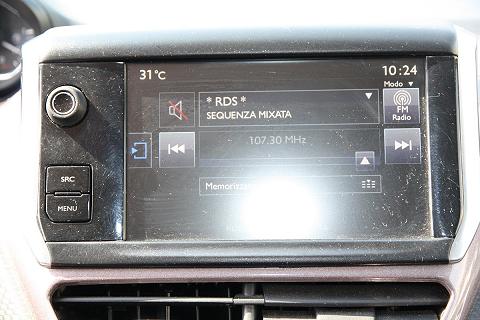 31°C
10:24
Modo ▼
* RDS *
SEQUENZA MIXATA
FM
Radio
107.30 MHz
SRC
MENU